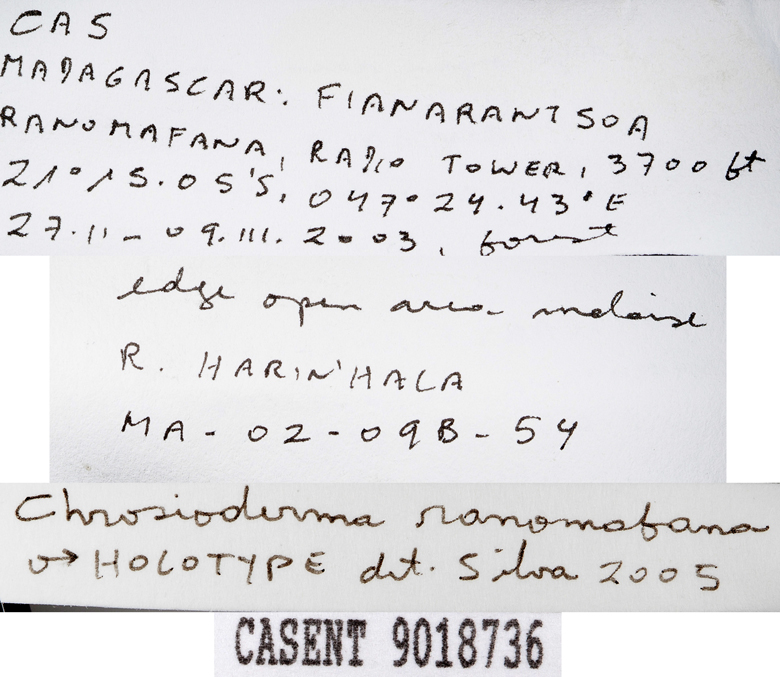 CAS
MADAGASCAR: FIANARANTSOA
RANOMAFANA, RADIO TOWER, 3700 ft
21°15.05'S, 047°24.43'E
27.II - 09.III.2003, forest
edge open area malaise
R. HARIN'HALA
MA-02-09B-54
Chrosioderma ranomafana
♂ HOLOTYPE det. Silva 2005
CASENT 9018736